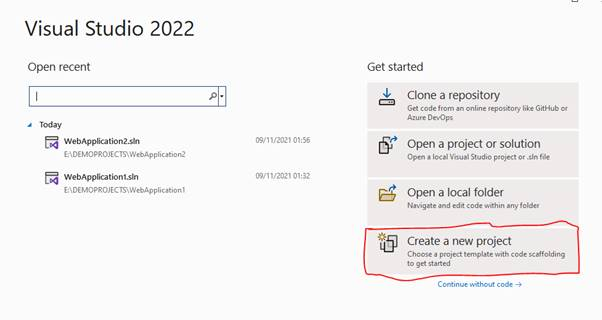 Visual Studio 2022
Open recent
Today
WebApplication2.sln
09/11/2021 01:56
E:\DEMOPROJECTS\WebApplication2
WebApplication1.sln
09/11/2021 01:32
E:\DEMOPROJECTS\WebApplication1
Get started
Clone a repository
Get code from an online repository like GitHub or
Azure DevOps
Open a project or solution
Open a local Visual Studio project or .sln file
Open a local folder
Navigate and edit code within any folder
Create a new project
Choose a project template with code scaffolding
to get started
Continue without code →